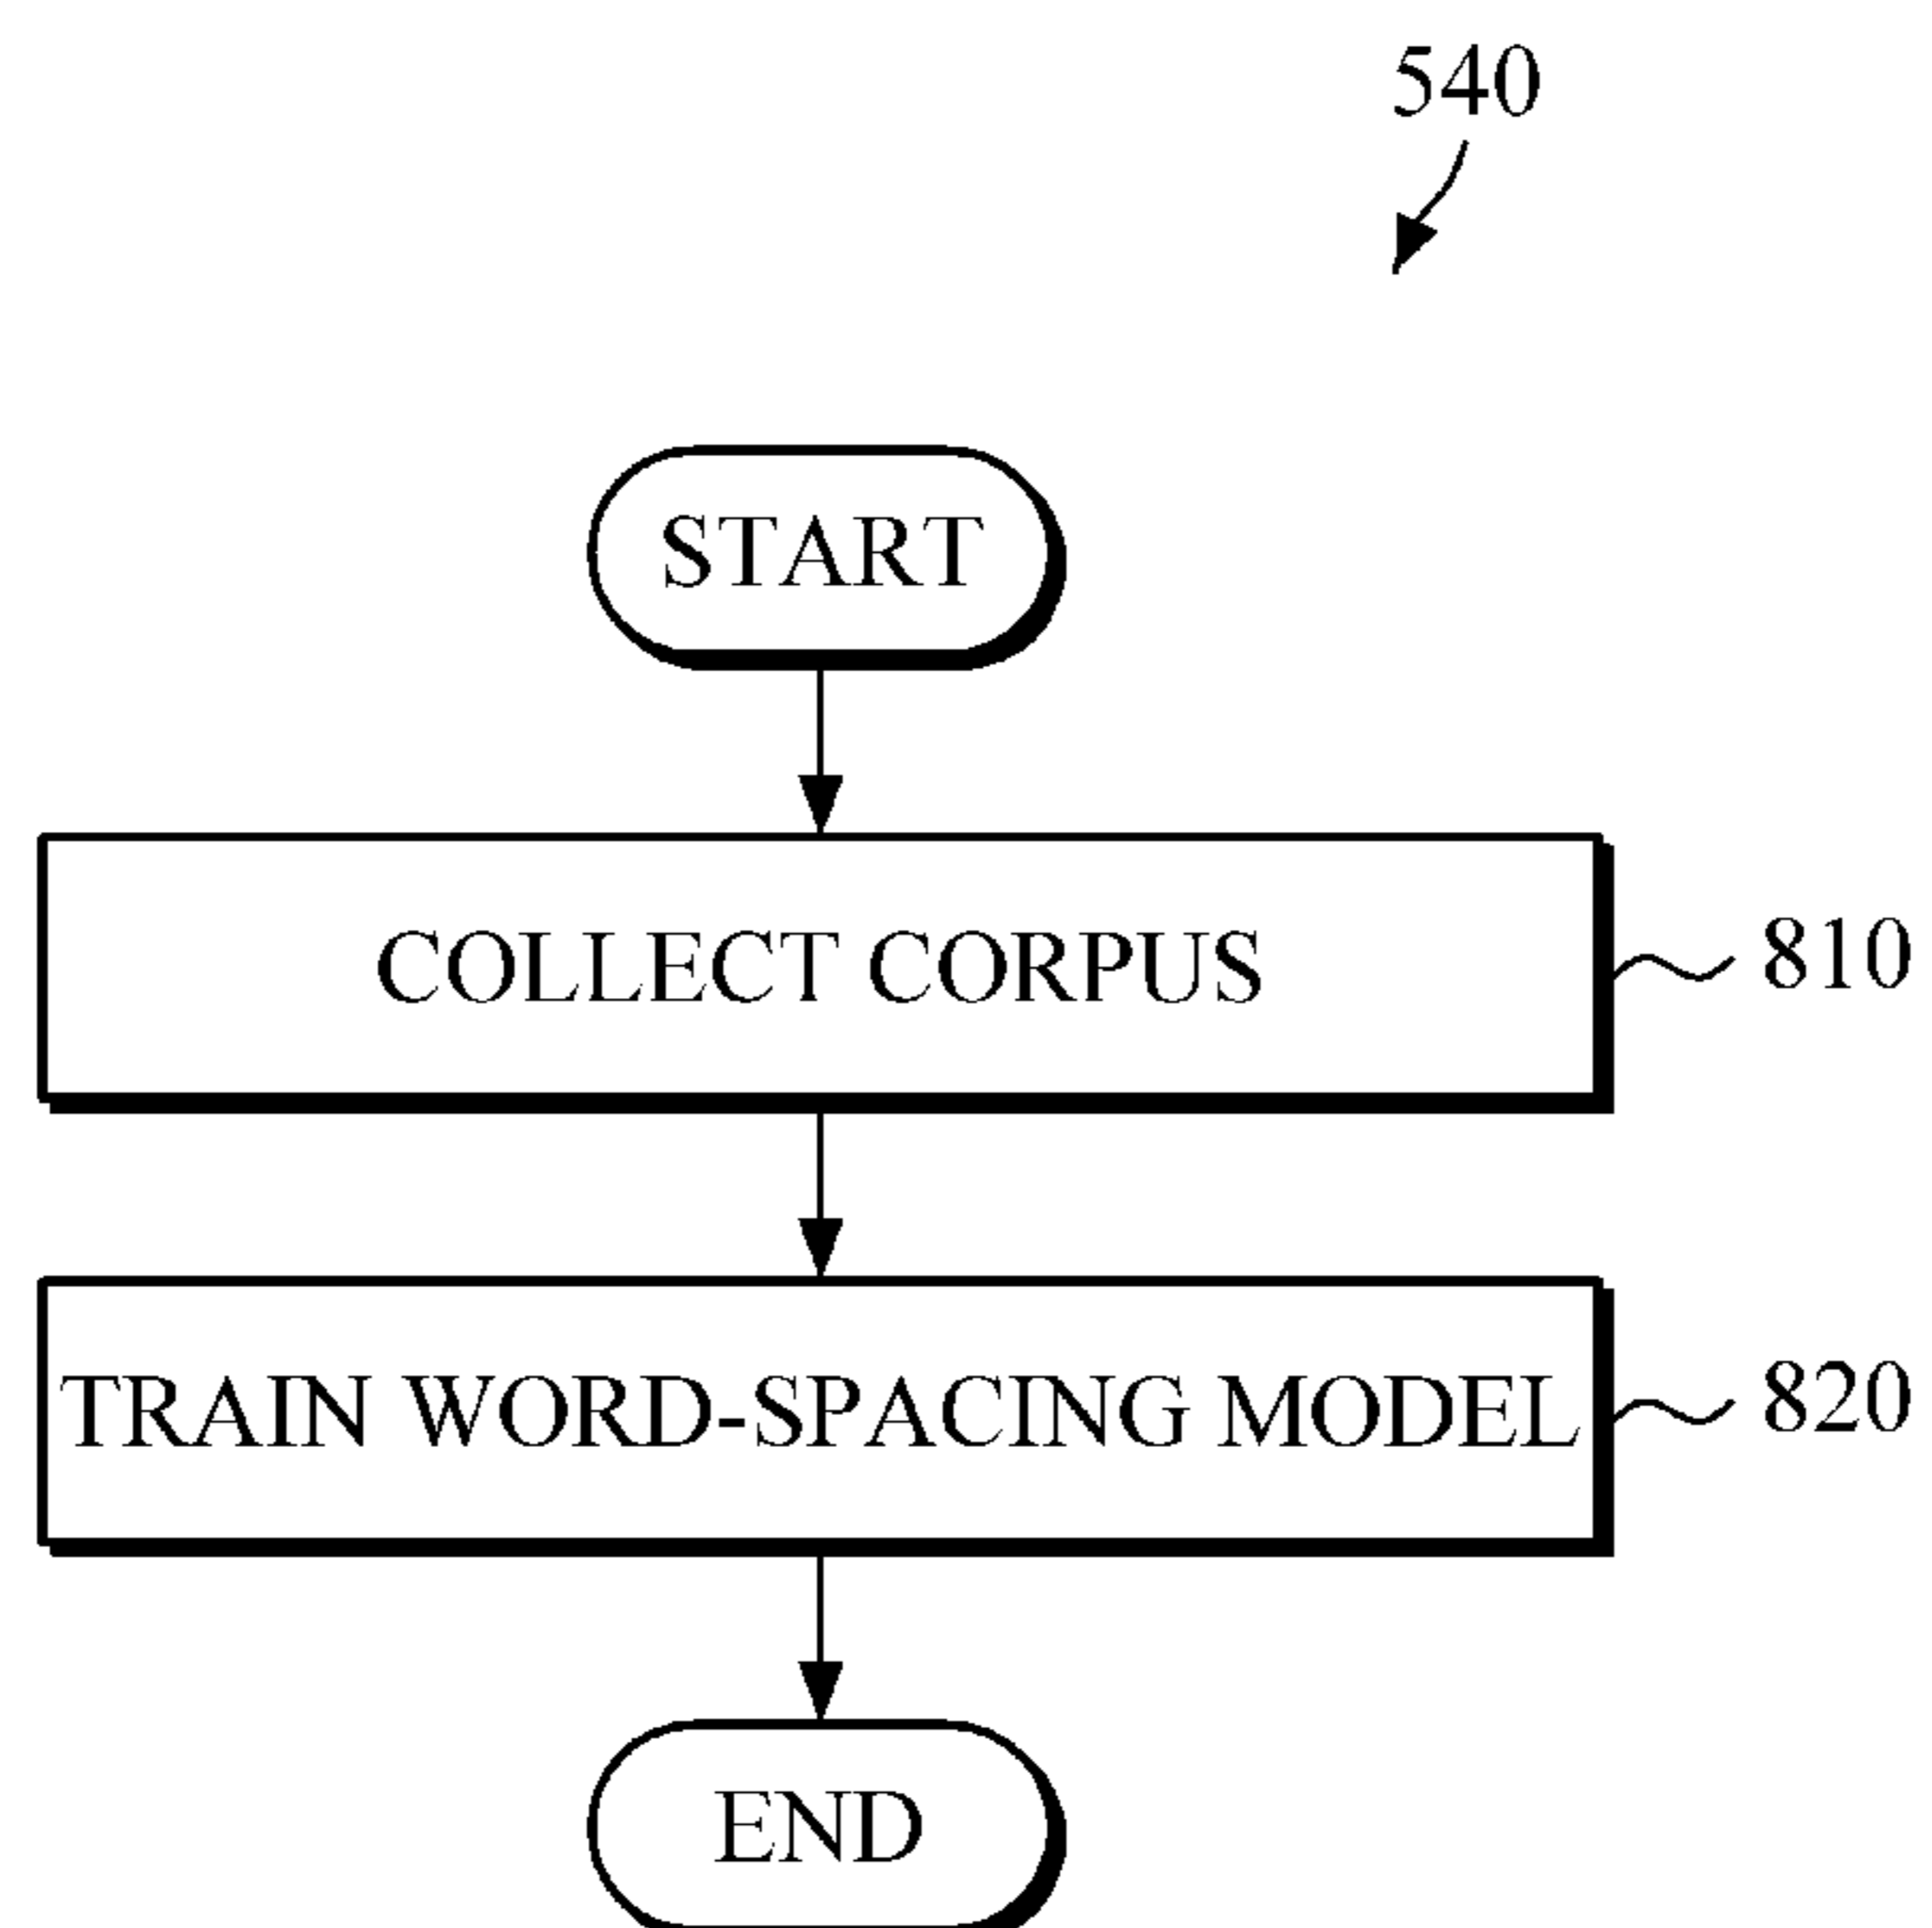 540
START
COLLECT CORPUS
810
TRAIN WORD-SPACING MODEL
820
END